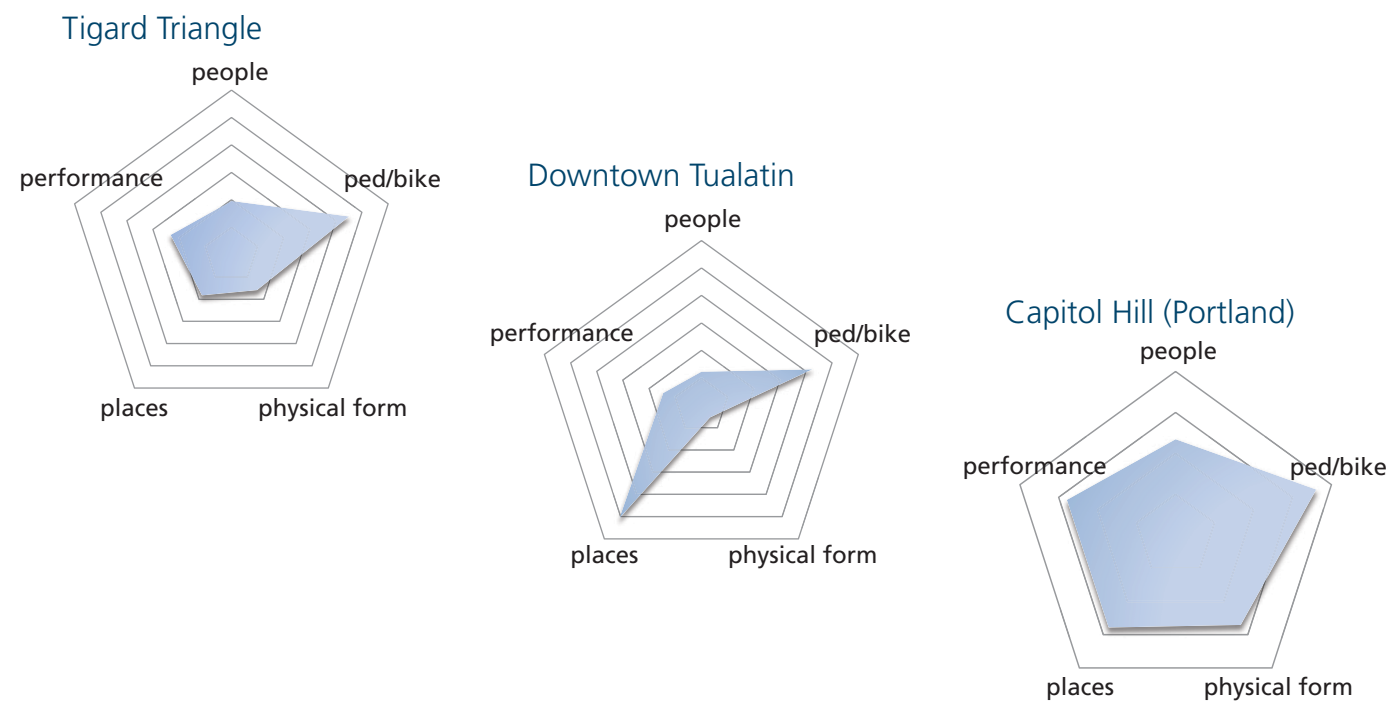 Tigard Triangle
people
performance
ped/bike
places
physical form
Downtown Tualatin
people
performance
ped/bike
places
physical form
Capitol Hill (Portland)
people
performance
ped/bike
places
physical form